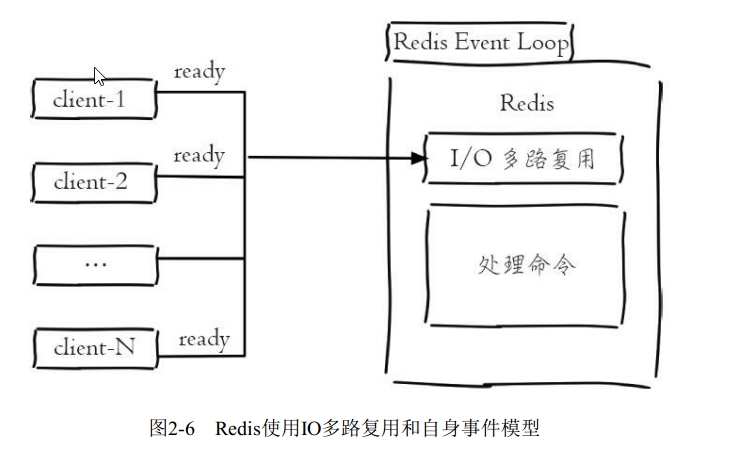 Redis Event Loop
ready
client-1
Redis
ready
I/O 多路复用
client-2
...
处理命令
ready
client-N
图2-6 Redis使用IO多路复用和自身事件模型